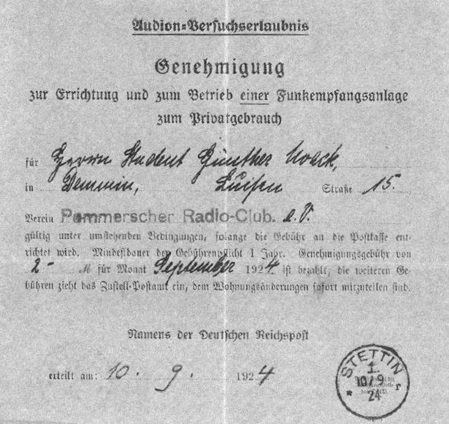 Audion-Versuchserlaubnis
Genehmigung
zur Errichtung und zum Betrieb einer Funkempfangsanlage
zum Privatgebrauch
für Herrn Student Günther Noack,
in Demmin, Luisen Straße 15.
Verein Pommerscher Radio-Club. e.V.
gültig unter umstehenden Bedingungen, solange die Gebühr an die Postkasse ent-
richtet wird. Mindestdauer der Gebührenpflicht 1 Jahr. Genehmigungsgebühr von
2- M für Monat September 1924 ist bezahlt, die weiteren Ge-
bühren zieht das Zustell-Postamt ein, dem Wohnungsänderungen sofort mitzuteilen sind.
Namens der Deutschen Reichspost
erteilt am: 10. 9. 1924
STETTIN
1.
10/9
24
* r